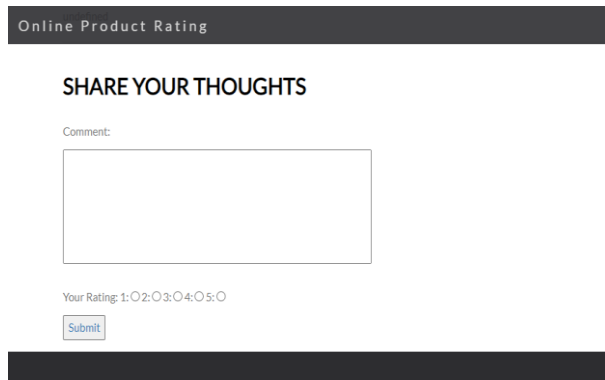 Online Product Rating
SHARE YOUR THOUGHTS
Comment:
Your Rating: 1: 2: 3: 4: 5:
Submit